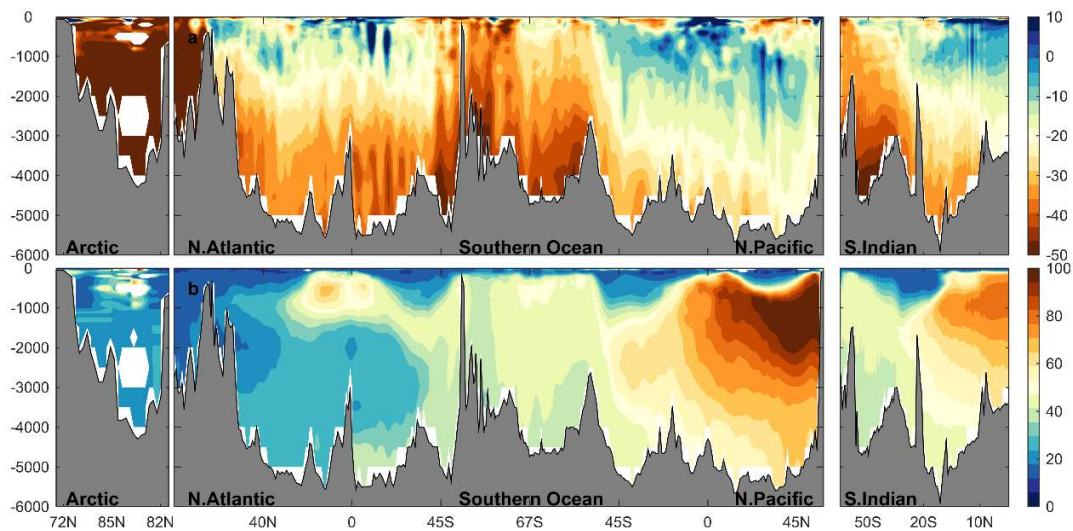 0
-1000
-2000
-3000
-4000
-5000
-6000
a
Arctic
N.Atlantic
Southern Ocean
N.Pacific
S.Indian
10
0
-10
-20
-30
-40
-50
0
-1000
-2000
-3000
-4000
-5000
-6000
b
Arctic
N.Atlantic
Southern Ocean
N.Pacific
S.Indian
100
80
60
40
20
0
72N 85N 82N 40N 0 45S 67S 45S 0 45N 50S 20S 10N